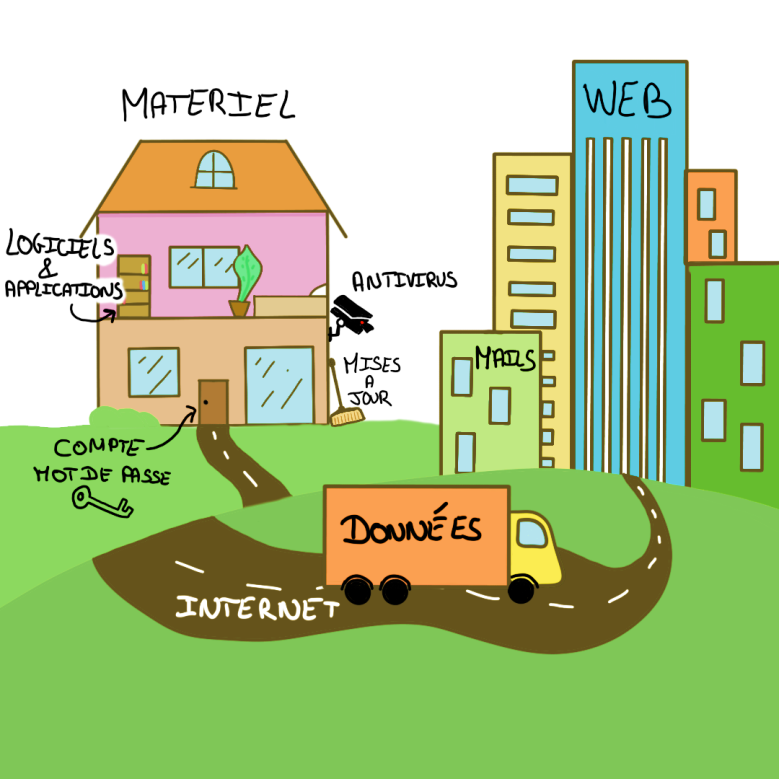 MATERIEL
WEB
LOGICIELS
&
APPLICATIONS
ANTIVIRUS
MISES
A
JOUR
MAILS
COMPTE
MOT DE PASSE
DONNÉES
INTERNET